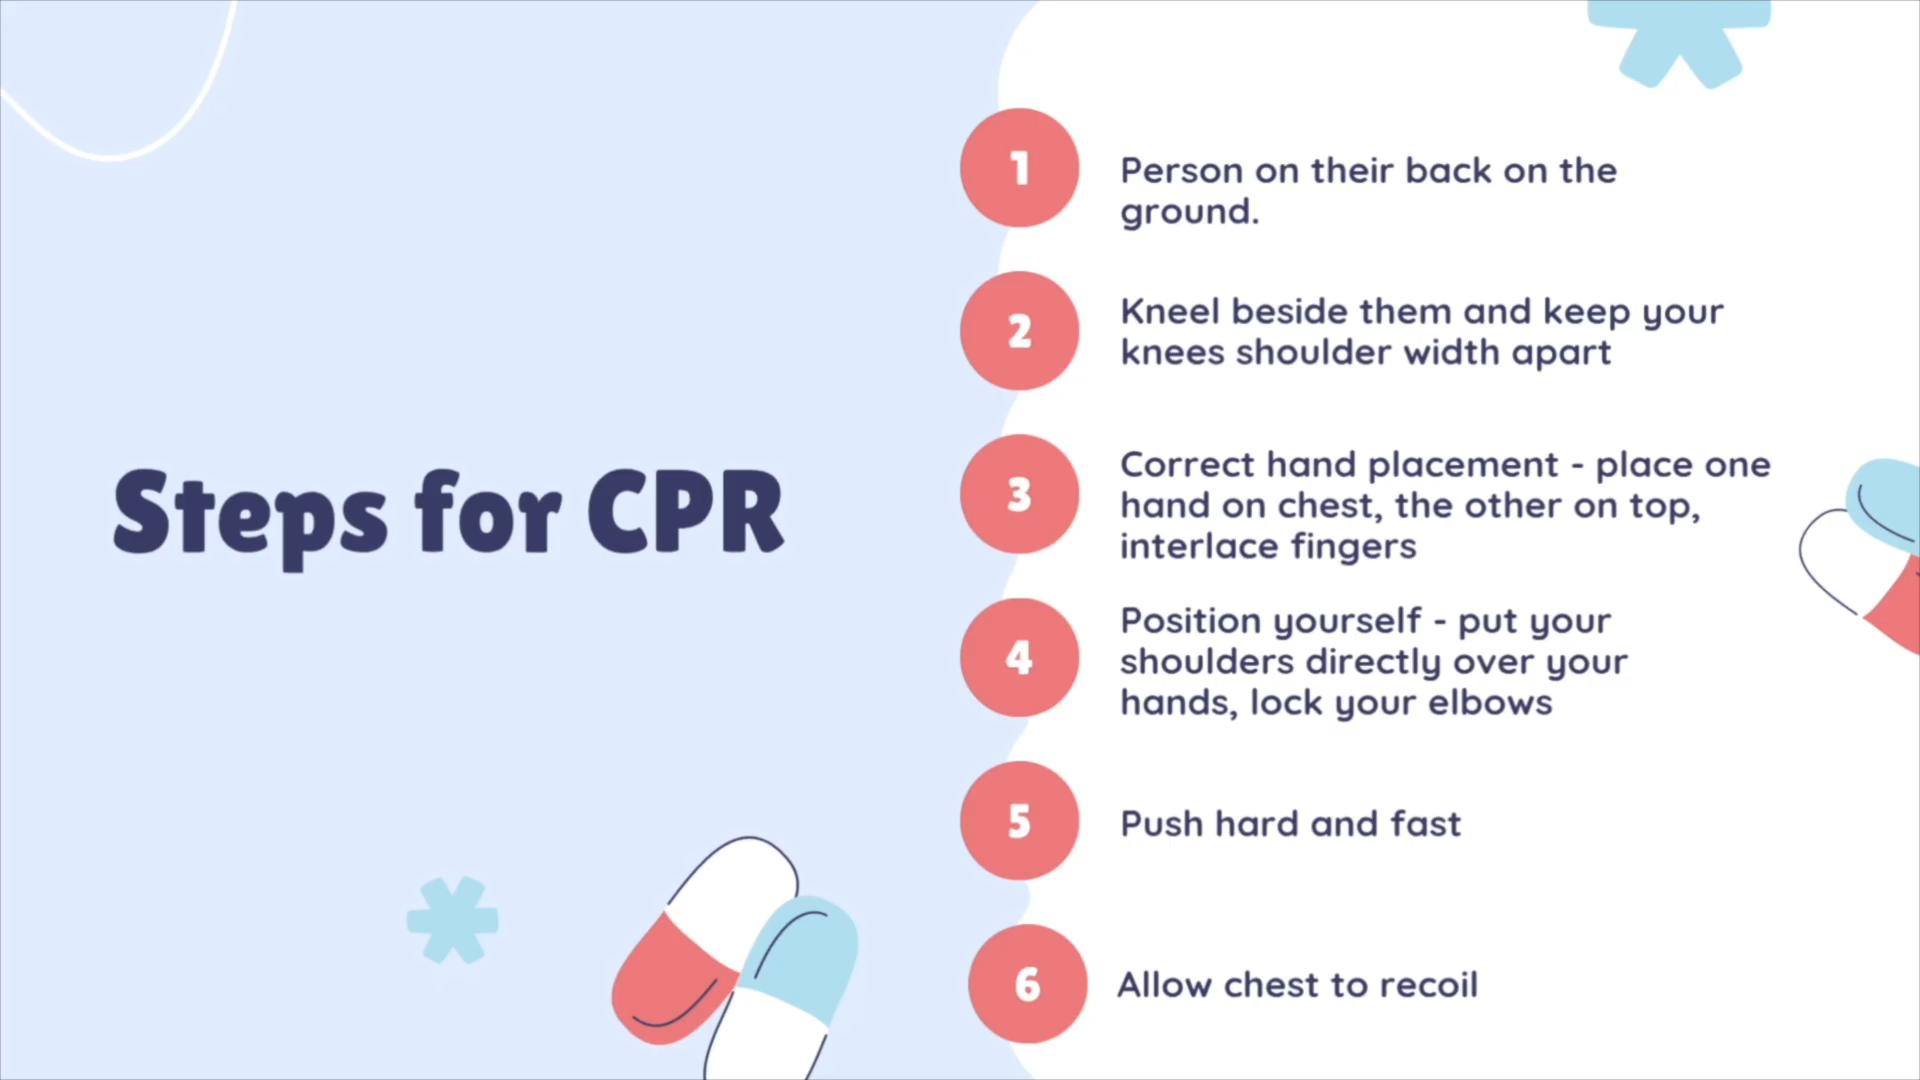 Steps for CPR
1
Person on their back on the
ground.
2
Kneel beside them and keep your
knees shoulder width apart
3
Correct hand placement - place one
hand on chest, the other on top,
interlace fingers
4
Position yourself - put your
shoulders directly over your
hands, lock your elbows
5
Push hard and fast
6
Allow chest to recoil